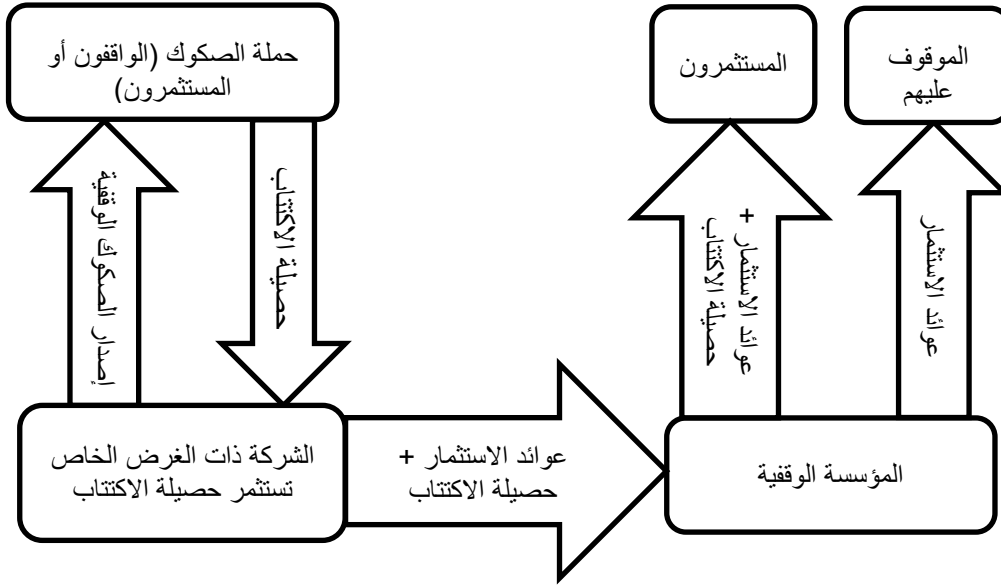 حملة الصكوك (الواقفون أو
المستثمرون)
المستثمرون
الموقوف
عليهم
إصدار الصكوك الوقفية
حصيلة الاكتتاب
عوائد الاستثمار +
حصيلة الاكتتاب
عوائد الاستثمار
الشركة ذات الغرض الخاص
تستثمر حصيلة الاكتتاب
عوائد الاستثمار +
حصيلة الاكتتاب
المؤسسة الوقفية